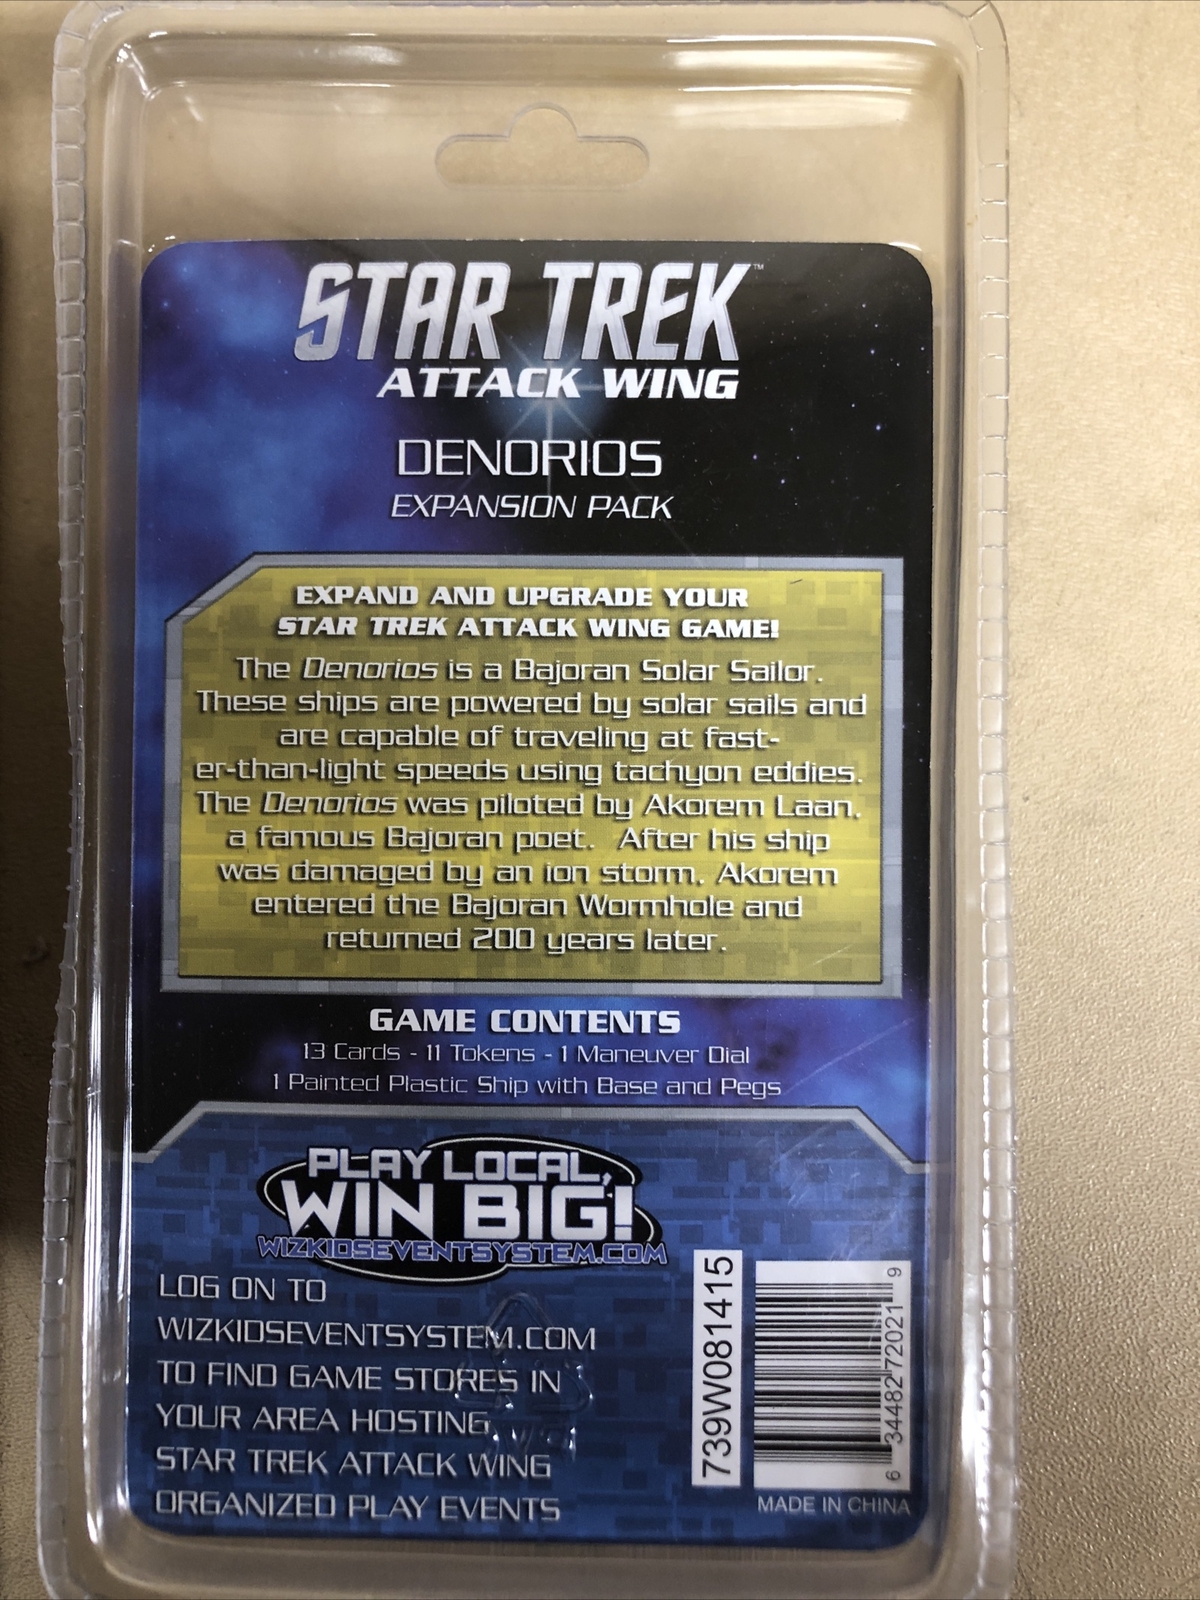 STAR TREK™
ATTACK WING
DENORIOS
EXPANSION PACK
EXPAND AND UPGRADE YOUR
STAR TREK ATTACK WING GAME!
The Denorios is a Bajoran Solar Sailor.
These ships are powered by solar sails and
are capable of traveling at fast-
er-than-light speeds using tachyon eddies.
The Denorios was piloted by Akorem Laan,
a famous Bajoran poet. After his ship
was damaged by an ion storm, Akorem
entered the Bajoran Wormhole and
returned 200 years later.
GAME CONTENTS
13 Cards - 11 Tokens - 1 Maneuver Dial
1 Painted Plastic Ship with Base and Pegs
PLAY LOCAL,
WIN BIG!
WIZKIDSEVENTSYSTEM.COM
LOG ON TO
WIZKIDSEVENTSYSTEM.COM
TO FIND GAME STORES IN
YOUR AREA HOSTING
STAR TREK ATTACK WING
ORGANIZED PLAY EVENTS
739W081415
6 34482 72021 9
MADE IN CHINA